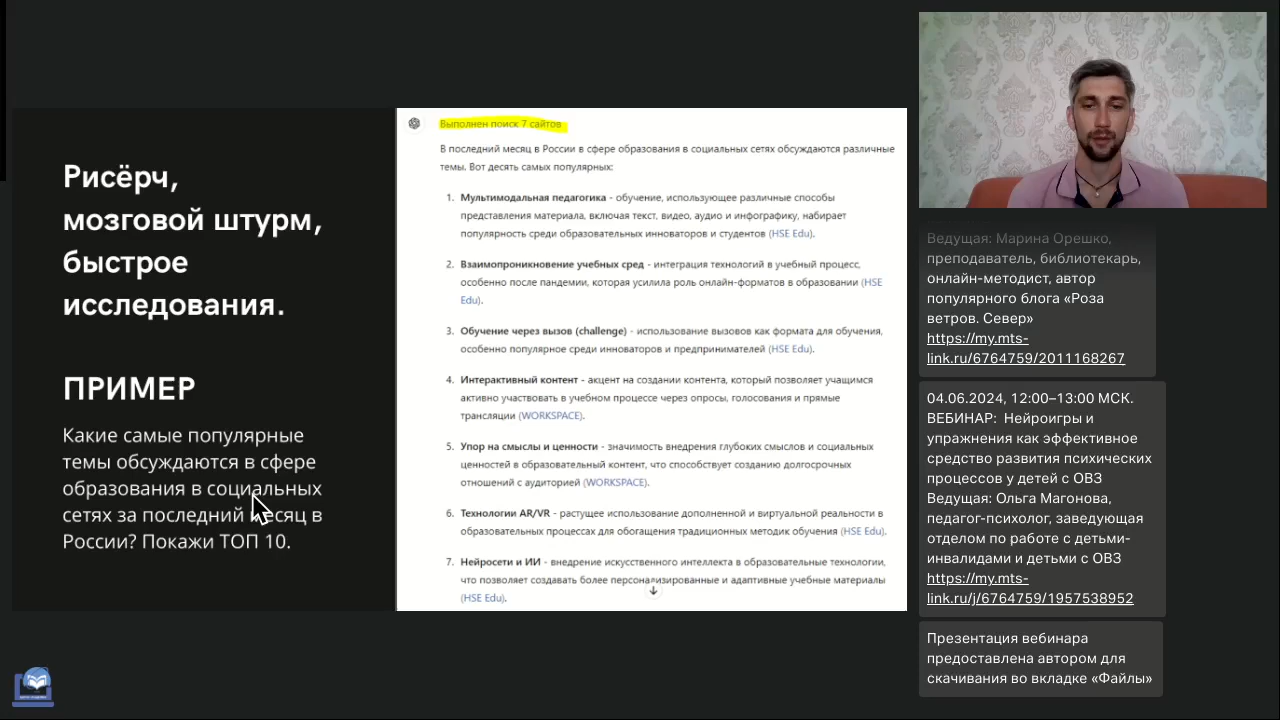 Рисёрч,
мозговой штурм,
быстрое
исследования.
ПРИМЕР
Какие самые популярные
темы обсуждаются в сфере
образования в социальных
сетях за последний месяц в
России? Покажи ТОП 10.
Выполнен поиск 7 сайтов
В последний месяц в России в сфере образования в социальных сетях обсуждаются различные
темы. Вот десять самых популярных:
1. Мультимодальная педагогика - обучение, использующее различные способы
представления материала, включая текст, видео, аудио и инфографику, набирает
популярность среди образовательных инноваторов и студентов (HSE Edu).
2. Взаимопроникновение учебных сред - интеграция технологий в учебный процесс,
особенно после пандемии, которая усилила роль онлайн-форматов в образовании (HSE
Edu).
3. Обучение через вызов (challenge) - использование вызовов как формата для обучения,
особенно популярное среди инноваторов и предпринимателей (HSE Edu).
4. Интерактивный контент - акцент на создании контента, который позволяет учащимся
активно участвовать в учебном процессе через опросы, голосования и прямые
трансляции (WORKSPACE).
5. Упор на смыслы и ценности - значимость внедрения глубоких смыслов и социальных
ценностей в образовательный контент, что способствует созданию долгосрочных
отношений с аудиторией (WORKSPACE).
6. Технологии AR/VR - растущее использование дополненной и виртуальной реальности в
образовательных процессах для обогащения традиционных методик обучения (HSE Edu).
7. Нейросети и ИИ - внедрение искусственного интеллекта в образовательные технологии,
что позволяет создавать более персонализированные и адаптивные учебные материалы
(HSE Edu).
Ведущая: Марина Орешко,
преподаватель, библиотекарь,
онлайн-методист, автор
популярного блога «Роза
ветров. Север»
https://my.mts-
link.ru/6764759/2011168267
04.06.2024, 12:00–13:00 МСК.
ВЕБИНАР: Нейроигры и
упражнения как эффективное
средство развития психических
процессов у детей с ОВЗ
Ведущая: Ольга Магонова,
педагог-психолог, заведующая
отделом по работе с детьми-
инвалидами и детьми с ОВЗ
https://my.mts-
link.ru/j/6764759/1957538952
Презентация вебинара
предоставлена автором для
скачивания во вкладке «Файлы»